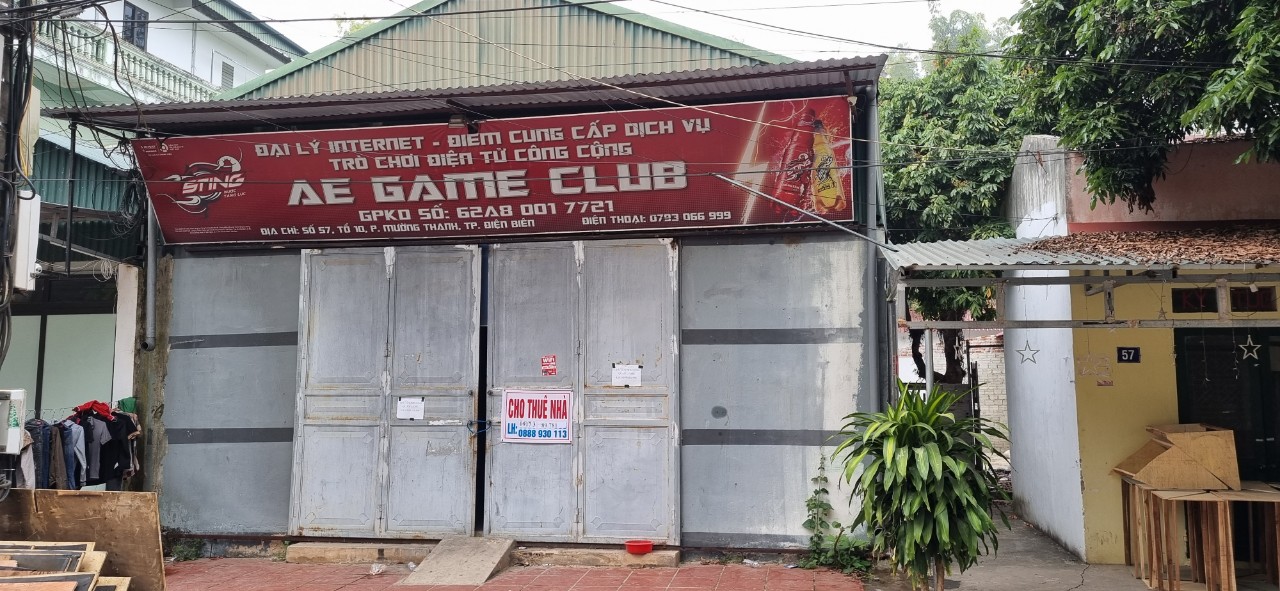 ĐẠI LÝ INTERNET - ĐIỂM CUNG CẤP DỊCH VỤ
TRÒ CHƠI ĐIỆN TỬ CÔNG CỘNG
STING
AE GAME CLUB
GPKD SỐ: 62A8 001 7721
ĐỊA CHỈ: SỐ 57, TỔ 10, P. MƯỜNG THANH, TP. ĐIỆN BIÊN
ĐIỆN THOẠI: 0793 066 999
CHO THUÊ NHÀ
LH: 0888 930 113
57